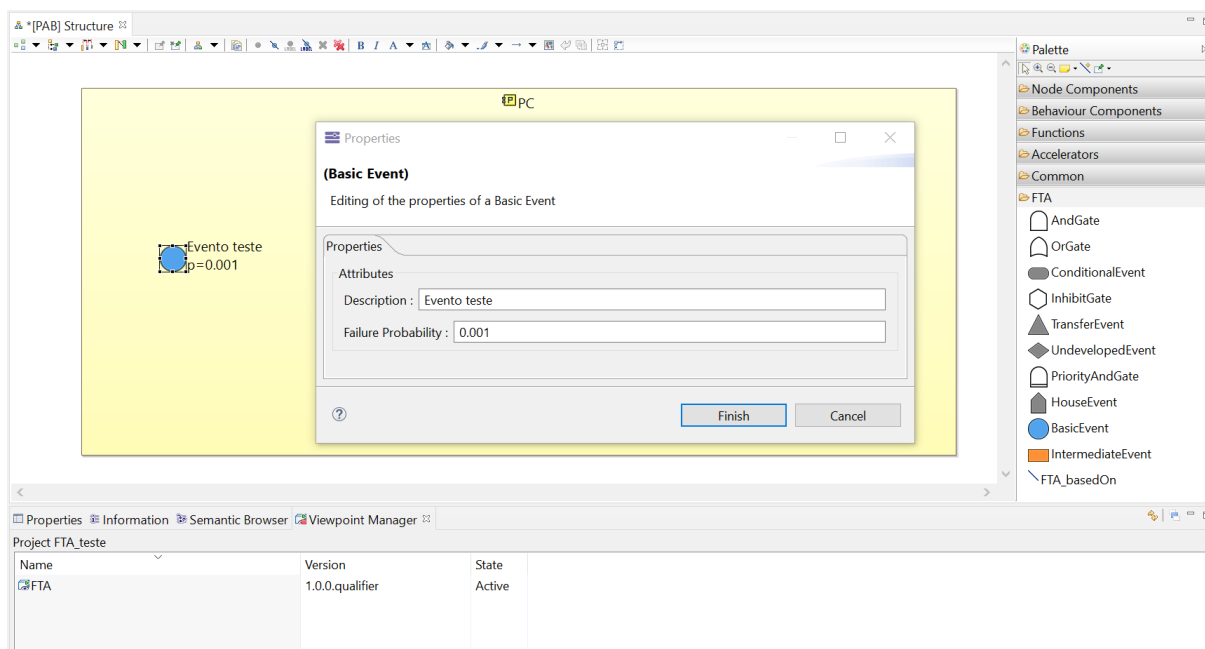 *[PAB] Structure
B I A
PC
Evento teste
p=0.001
Properties
(Basic Event)
Editing of the properties of a Basic Event
Properties
Attributes
Description : Evento teste
Failure Probability : 0.001
Finish Cancel
Palette
Node Components
Behaviour Components
Functions
Accelerators
Common
FTA
AndGate
OrGate
ConditionalEvent
InhibitGate
TransferEvent
UndevelopedEvent
PriorityAndGate
HouseEvent
BasicEvent
IntermediateEvent
FTA_basedOn
Properties Information Semantic Browser Viewpoint Manager
Project FTA_teste
Name Version State
FTA 1.0.0.qualifier Active